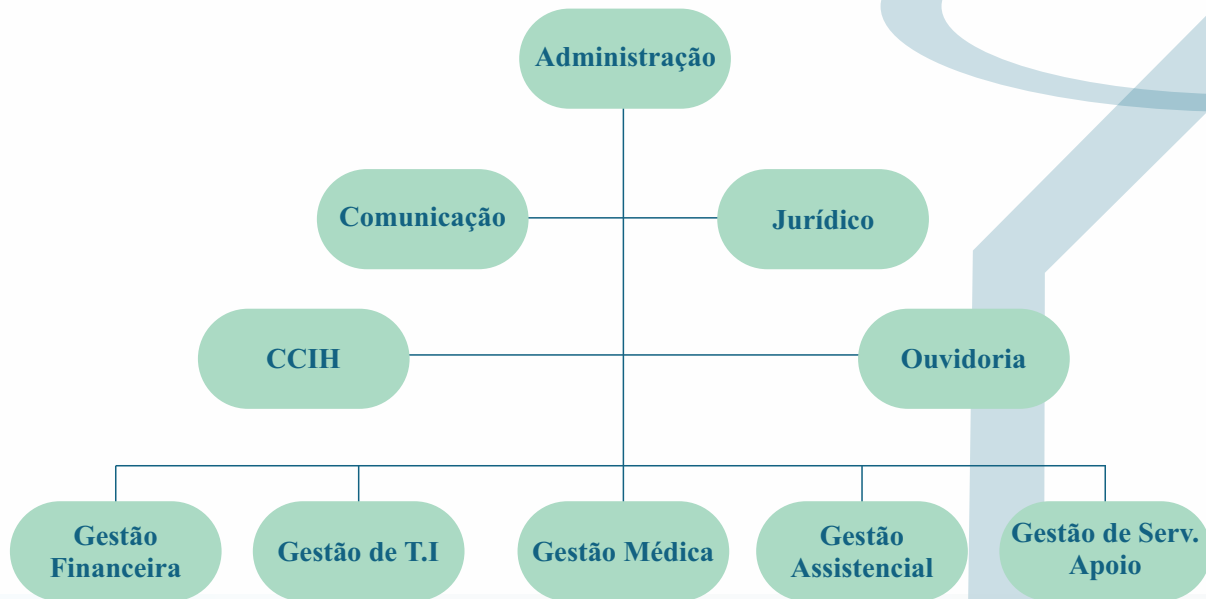 Administração
Comunicação
Jurídico
CCIH
Ouvidoria
Gestão
Financeira
Gestão de T.I
Gestão Médica
Gestão
Assistencial
Gestão de Serv.
Apoio